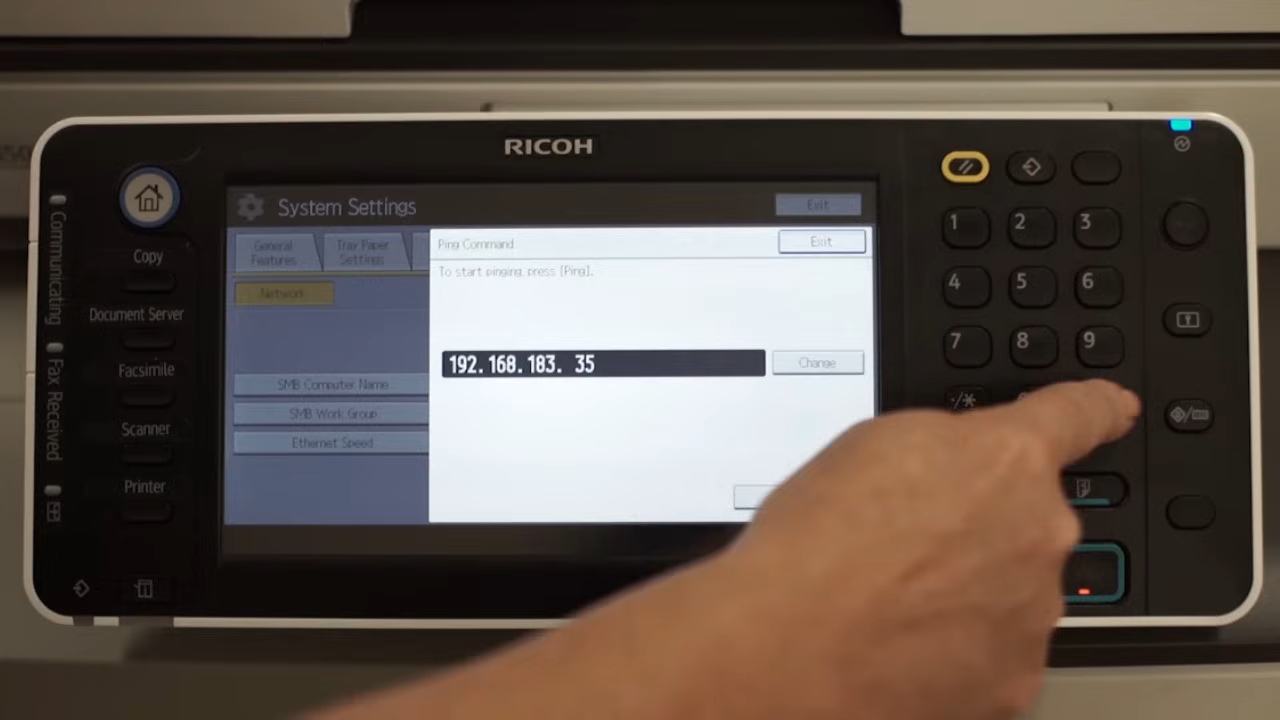 RICOH
System Settings
Exit
General
Features
Tray Paper
Settings
Ping Command
Exit
To start pinging, press [Ping].
Network
192.168.183. 35
Change
SMB Computer Name
SMB Work Group
Ethernet Speed
Communicating
Fax Received
Copy
Document Server
Facsimile
Scanner
Printer
1
2
3
4
5
6
7
8
9
·/✱